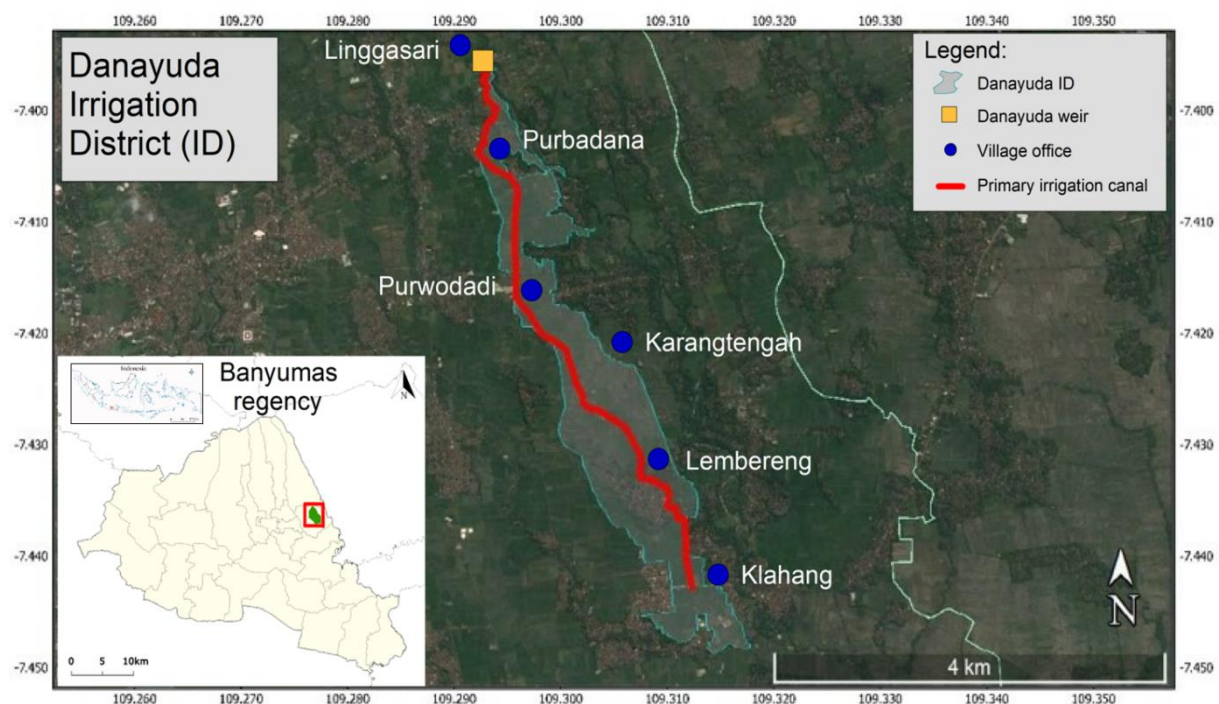 109.260 109.270 109.280 109.290 109.300 109.310 109.320 109.330 109.340 109.350
Danayuda
Irrigation
District (ID)
Linggasari
Purbadana
Purwodadi
Karangtengah
Lembereng
Klahang
Legend:
Danayuda ID
Danayuda weir
Village office
Primary irrigation canal
-7.400
-7.410
-7.420
-7.430
-7.440
-7.450
-7.400
-7.410
-7.420
-7.430
-7.440
-7.450
Indonesia
Banyumas
regency
N
0 5 10km
N
4 km
109.260 109.270 109.280 109.290 109.300 109.310 109.320 109.330 109.340 109.350